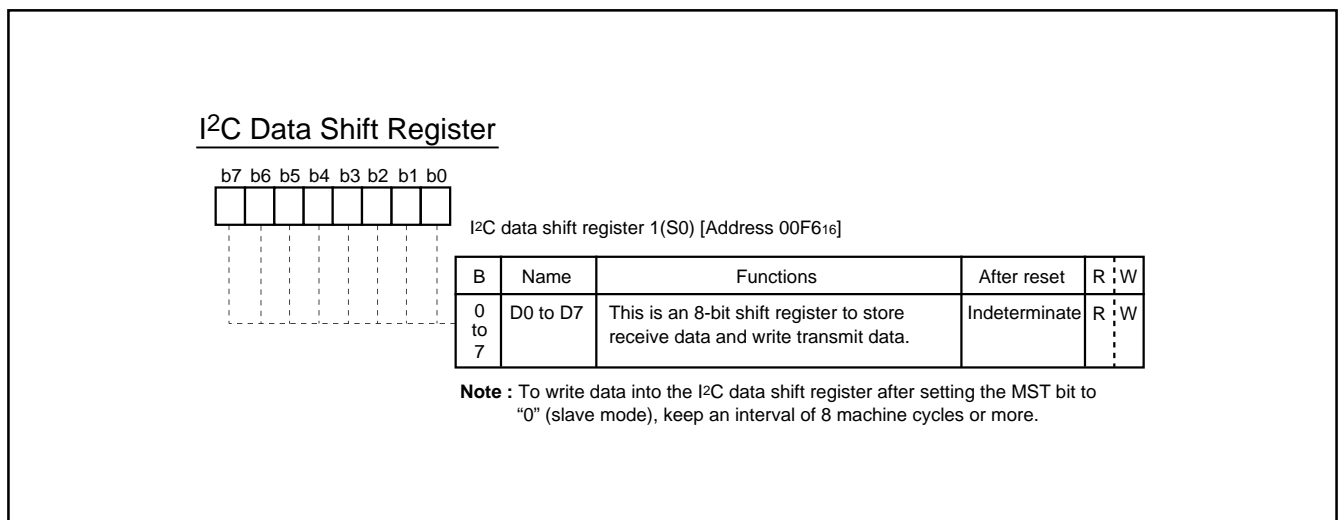 I2C Data Shift Register
b7 b6 b5 b4 b3 b2 b1 b0
I2C data shift register 1(S0) [Address 00F616]
B Name Functions After reset R W
0 to 7 D0 to D7 This is an 8-bit shift register to store Indeterminate R W
receive data and write transmit data.
Note : To write data into the I2C data shift register after setting the MST bit to
“0” (slave mode), keep an interval of 8 machine cycles or more.